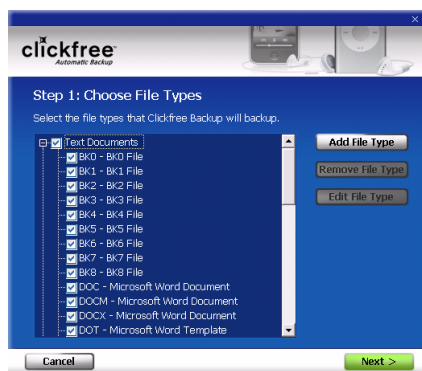 clickfree
Automatic Backup
Step 1: Choose File Types
Select the file types that Clickfree Backup will backup.
Text Documents
BK0 - BK0 File
BK1 - BK1 File
BK2 - BK2 File
BK3 - BK3 File
BK4 - BK4 File
BK5 - BK5 File
BK6 - BK6 File
BK7 - BK7 File
BK8 - BK8 File
DOC - Microsoft Word Document
DOCM - Microsoft Word Document
DOCX - Microsoft Word Document
DOT - Microsoft Word Template
Add File Type
Remove File Type
Edit File Type
Cancel
Next >